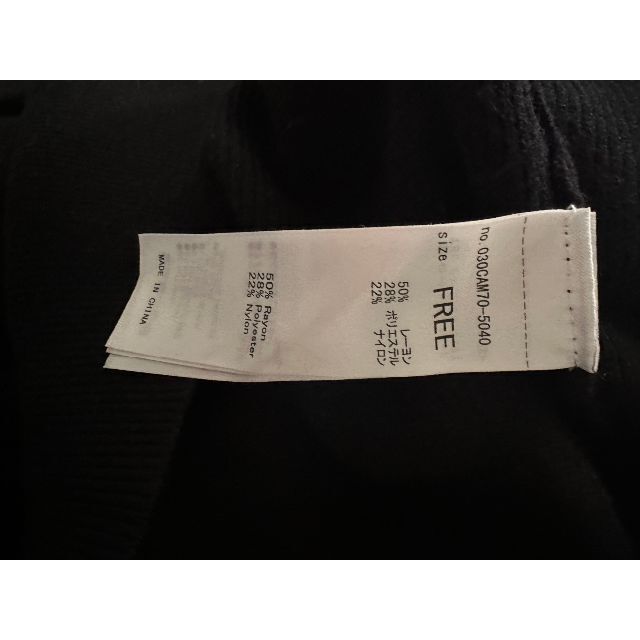 no.030CAM70-5040
size FREE
レーヨン 50%
ポリエステル 28%
ナイロン 22%
50% Rayon
28% Polyester
22% Nylon
MADE IN CHINA